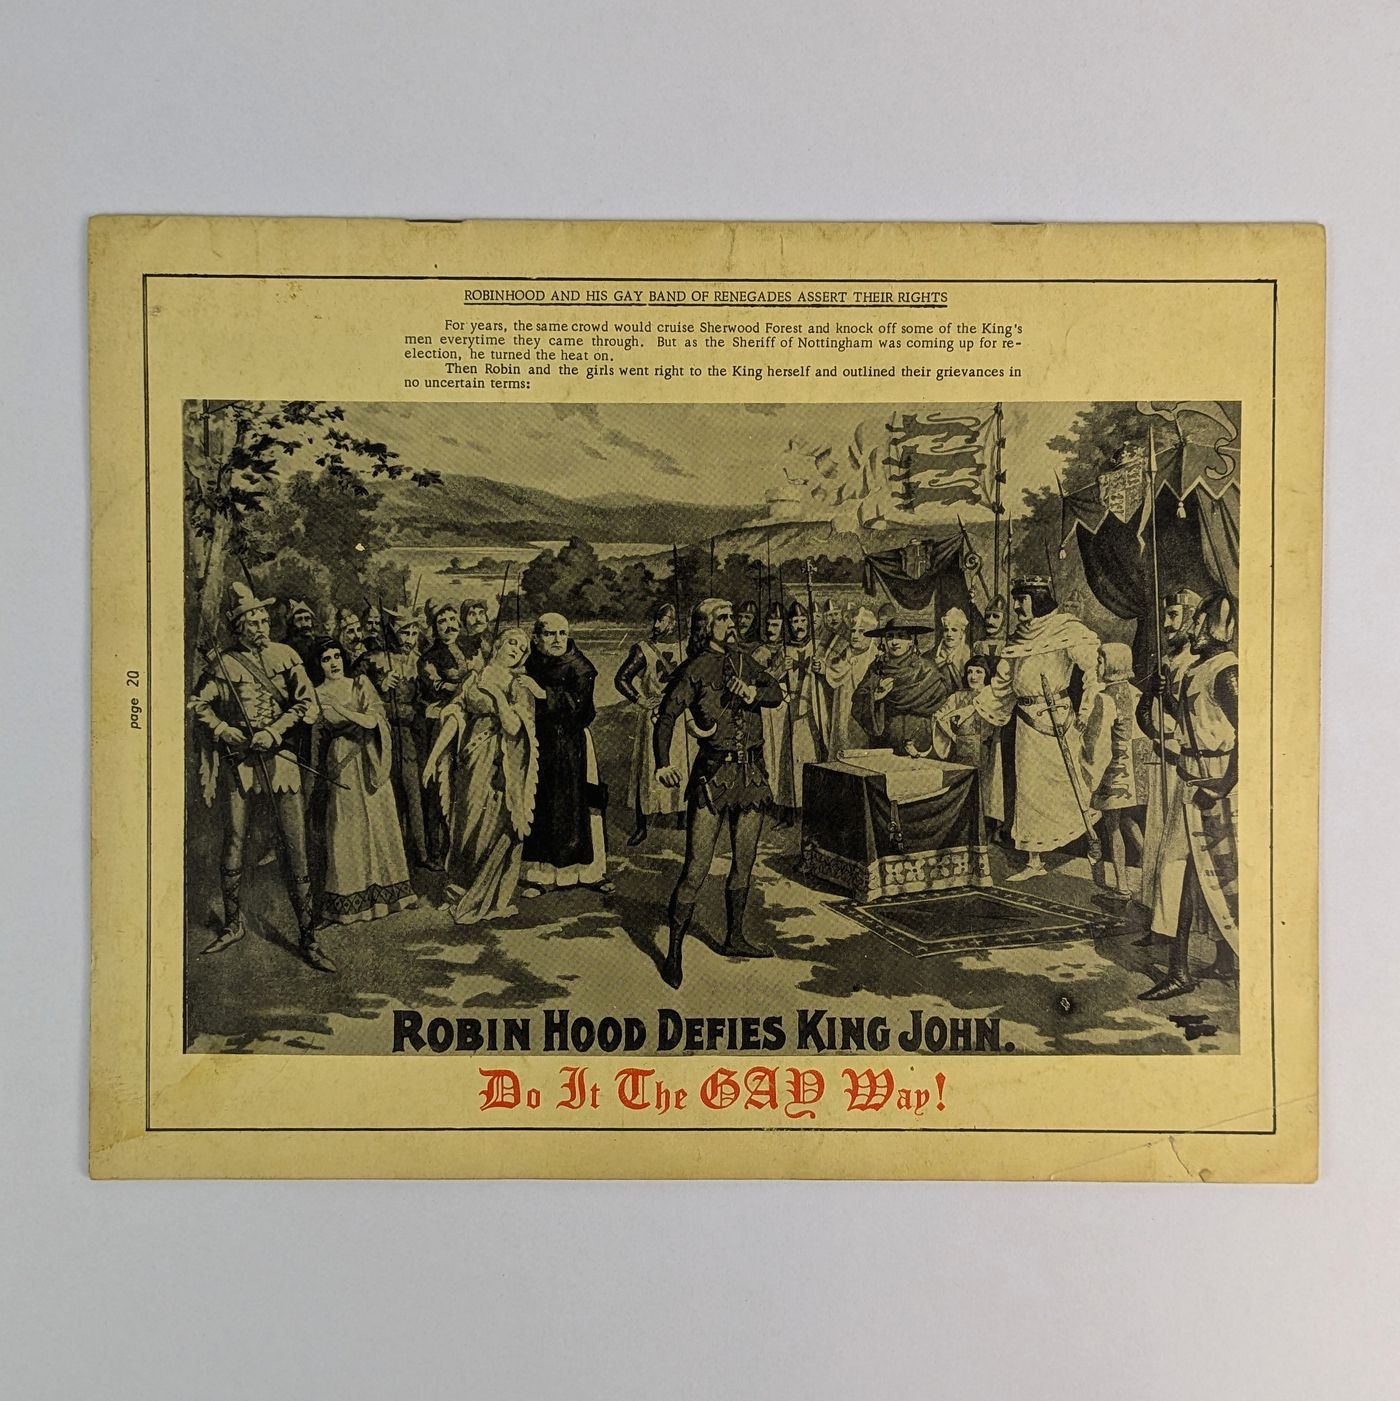 ROBINHOOD AND HIS GAY BAND OF RENEGADES ASSERT THEIR RIGHTS
For years, the same crowd would cruise Sherwood Forest and knock off some of the King's
men everytime they came through. But as the Sheriff of Nottingham was coming up for re-
election, he turned the heat on.
Then Robin and the girls went right to the King herself and outlined their grievances in
no uncertain terms:
page 20
ROBIN HOOD DEFIES KING JOHN.
Do It The GAY Way!